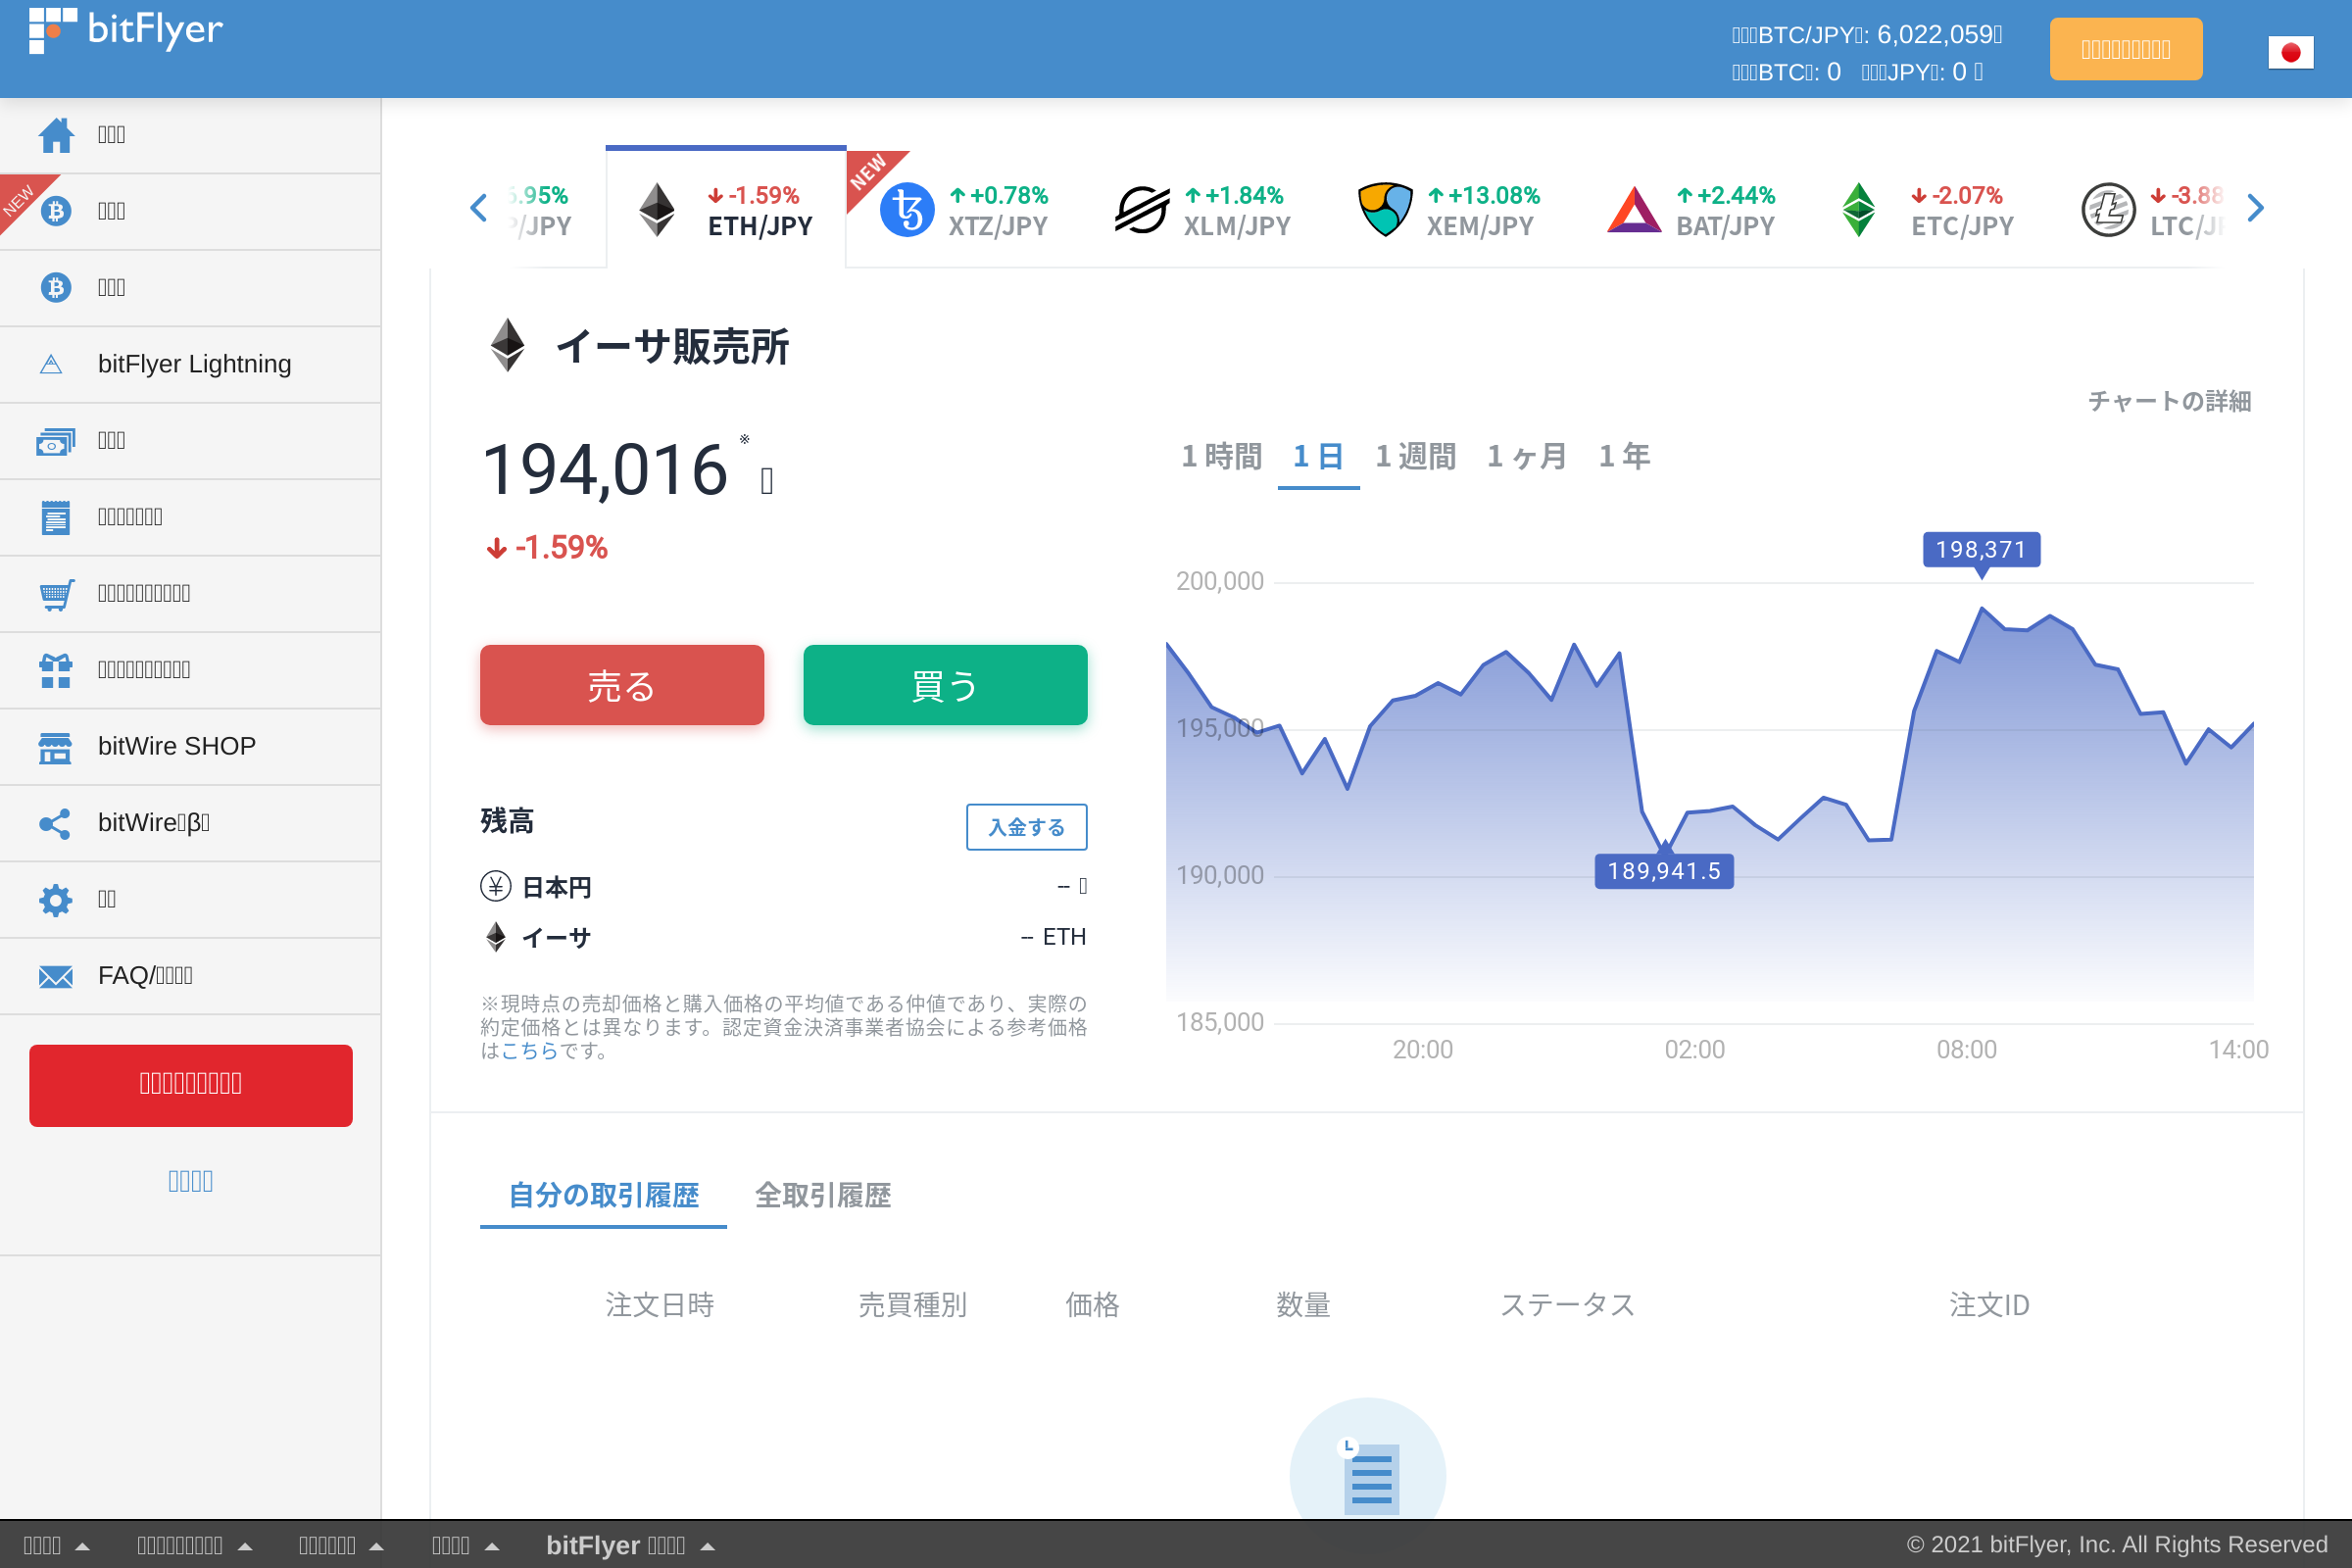 bitFlyer
BTC/JPY: 6,022,059
BTC: 0 JPY: 0
NEW
bitFlyer Lightning
bitWire SHOP
bitWire β
FAQ/
6.95%
P/JPY
-1.59%
ETH/JPY
NEW
+0.78%
XTZ/JPY
+1.84%
XLM/JPY
+13.08%
XEM/JPY
+2.44%
BAT/JPY
-2.07%
ETC/JPY
-3.88
LTC/J
イーサ販売所
チャートの詳細
194,016 ※
-1.59%
1 時間 1 日 1 週間 1 ヶ月 1 年
売る 買う
残高
入金する
日本円 --
イーサ -- ETH
※現時点の売却価格と購入価格の平均値である仲値であり、実際の
約定価格とは異なります。認定資金決済事業者協会による参考価格
はこちらです。
198,371
200,000
195,000
189,941.5
190,000
185,000
20:00 02:00 08:00 14:00
自分の取引履歴 全取引履歴
注文日時 売買種別 価格 数量 ステータス 注文ID
bitFlyer
© 2021 bitFlyer, Inc. All Rights Reserved